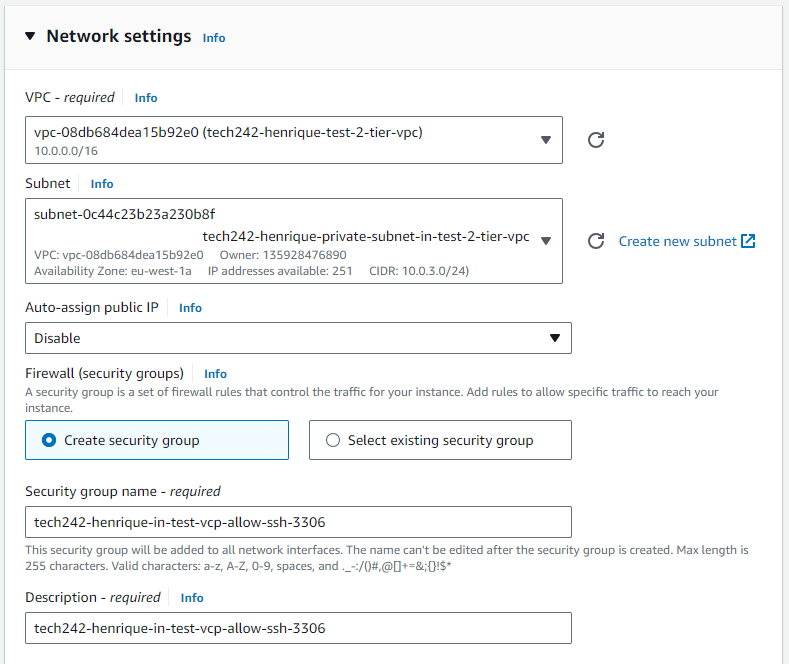 Network settings Info
VPC - required Info
vpc-08db684dea15b92e0 (tech242-henrique-test-2-tier-vpc)
10.0.0.0/16
Subnet Info
subnet-0c44c23b23a230b8f
tech242-henrique-private-subnet-in-test-2-tier-vpc
VPC: vpc-08db684dea15b92e0 Owner: 135928476890
Availability Zone: eu-west-1a IP addresses available: 251 CIDR: 10.0.3.0/24)
Create new subnet
Auto-assign public IP Info
Disable
Firewall (security groups) Info
A security group is a set of firewall rules that control the traffic for your instance. Add rules to allow specific traffic to reach your
instance.
Create security group
Select existing security group
Security group name - required
tech242-henrique-in-test-vcp-allow-ssh-3306
This security group will be added to all network interfaces. The name can't be edited after the security group is created. Max length is
255 characters. Valid characters: a-z, A-Z, 0-9, spaces, and ._-:/()#,@[]+=&;{}!$*
Description - required Info
tech242-henrique-in-test-vcp-allow-ssh-3306